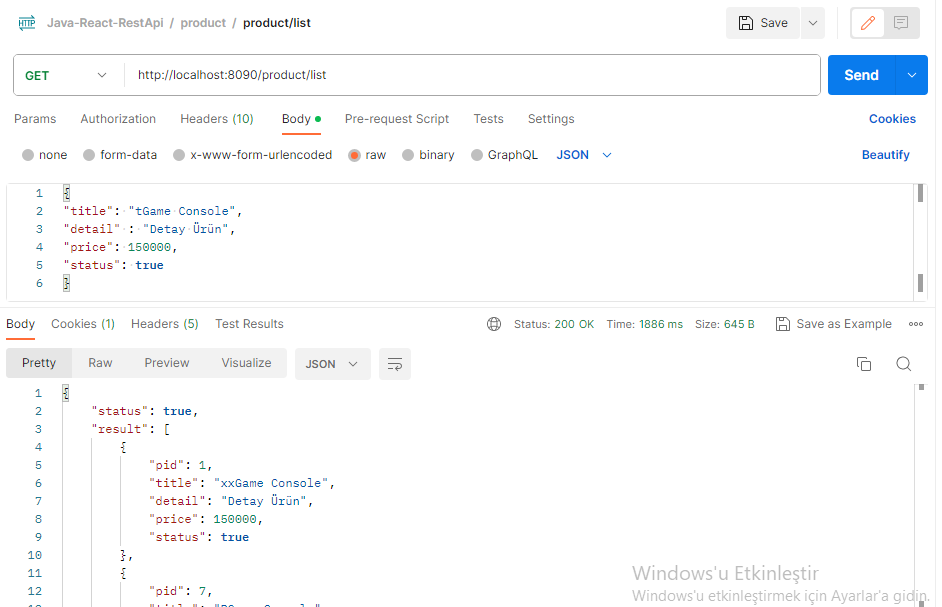 HTTP Java-React-RestApi / product / product/list Save
GET http://localhost:8090/product/list Send
Params Authorization Headers (10) Body Pre-request Script Tests Settings Cookies
none form-data x-www-form-urlencoded raw binary GraphQL JSON Beautify
1 {
2 "title": "tGame Console",
3 "detail" : "Detay Ürün",
4 "price": 150000,
5 "status": true
6 }
Body Cookies (1) Headers (5) Test Results Status: 200 OK Time: 1886 ms Size: 645 B Save as Example
Pretty Raw Preview Visualize JSON
1 {
2 "status": true,
3 "result": [
4 {
5 "pid": 1,
6 "title": "xxGame Console",
7 "detail": "Detay Ürün",
8 "price": 150000,
9 "status": true
10 },
11 {
12 "pid": 7,
Windows'u Etkinleştir
Windows'u etkinleştirmek için Ayarlar'a gidin.